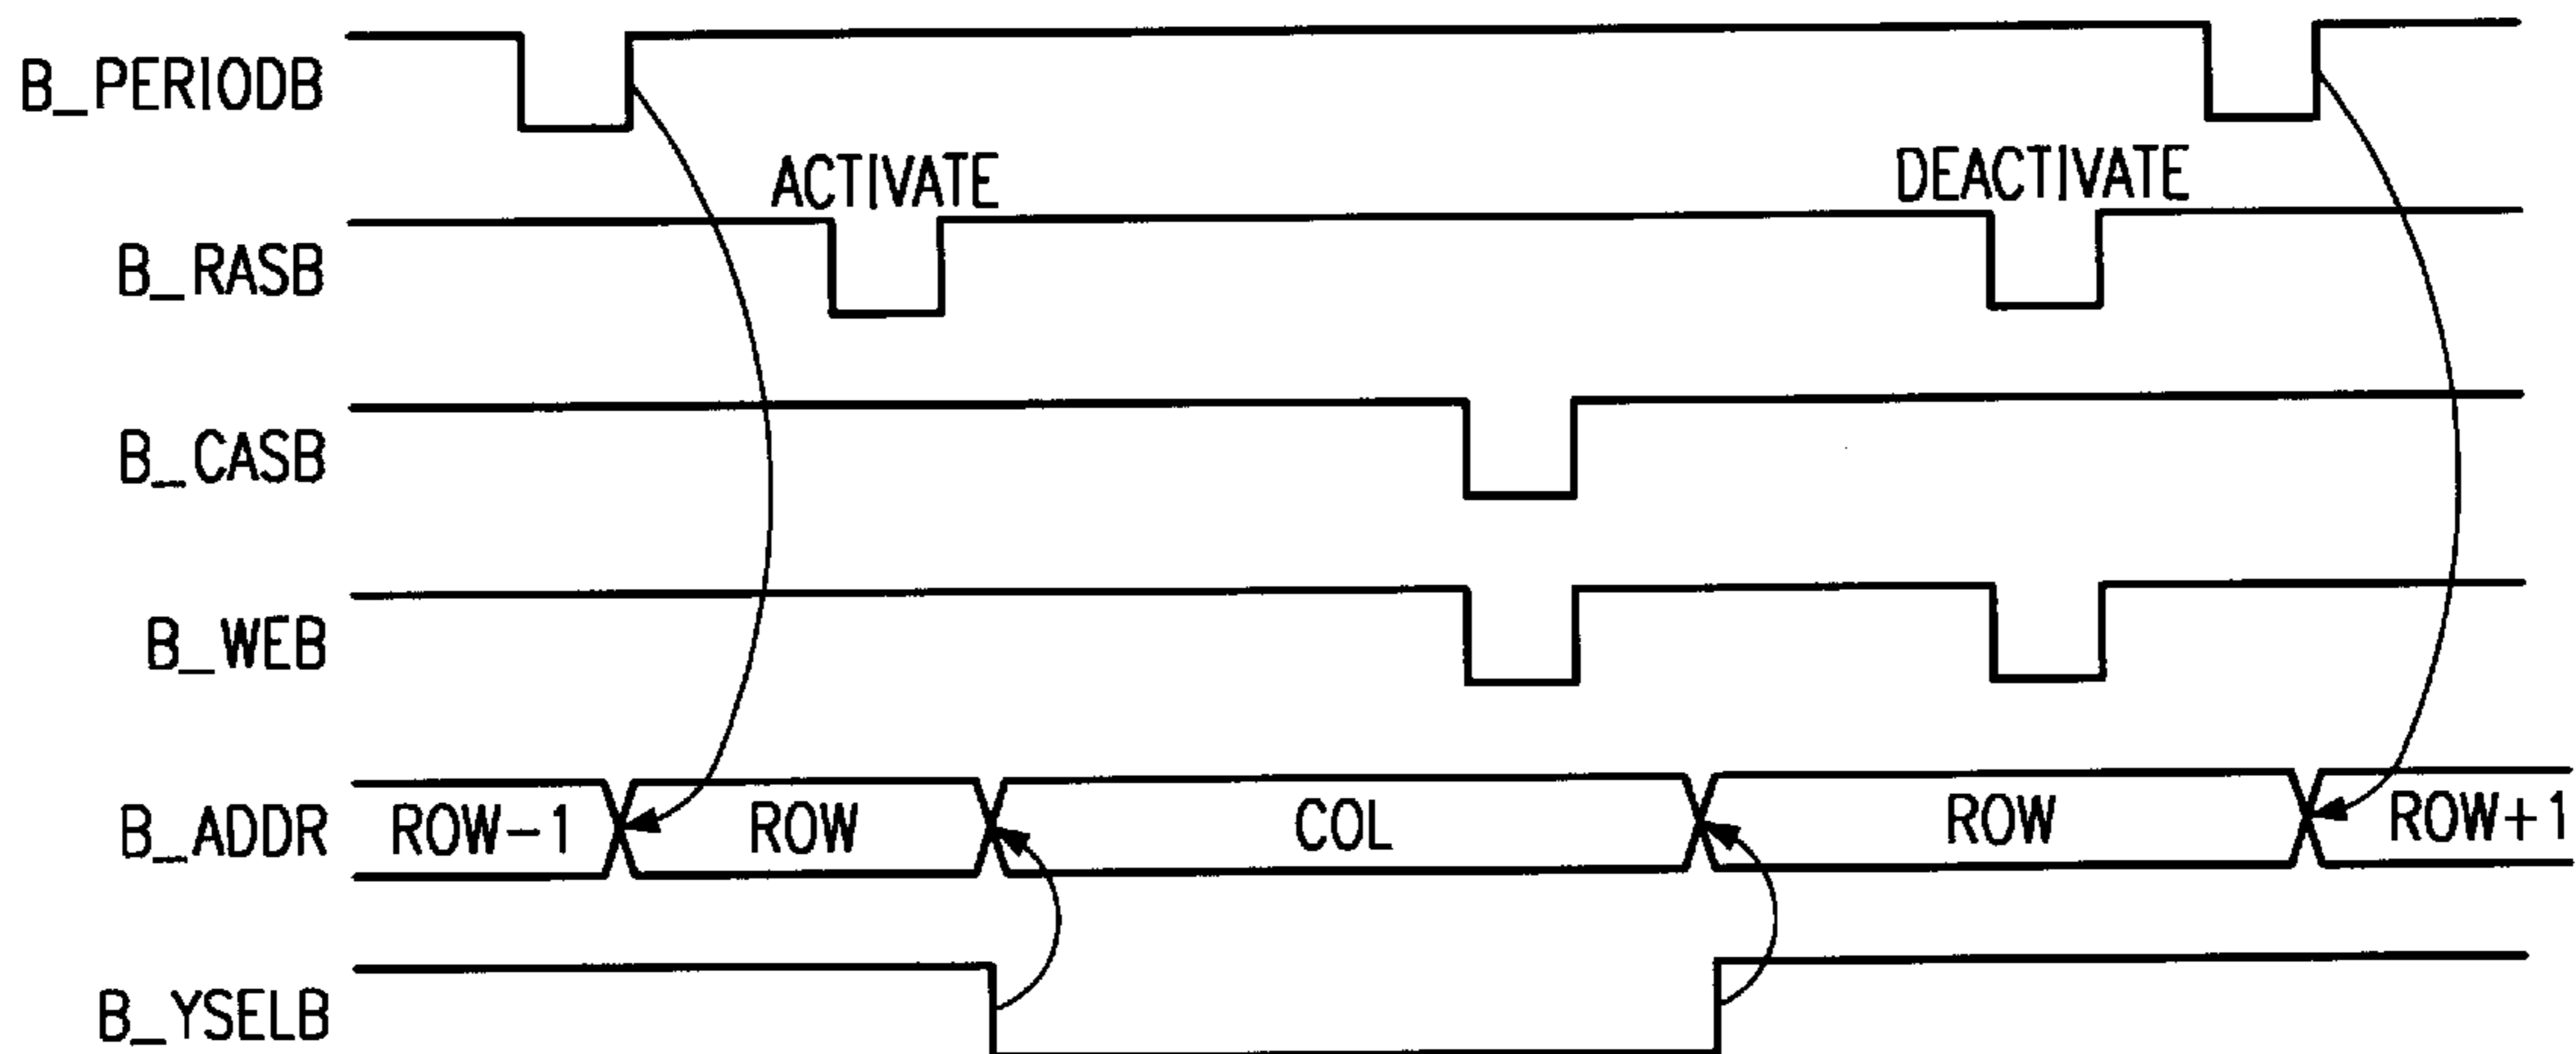 B_PERIODB
ACTIVATE DEACTIVATE
B_RASB
B_CASB
B_WEB
B_ADDR ROW-1 ROW COL ROW ROW+1
B_YSELB